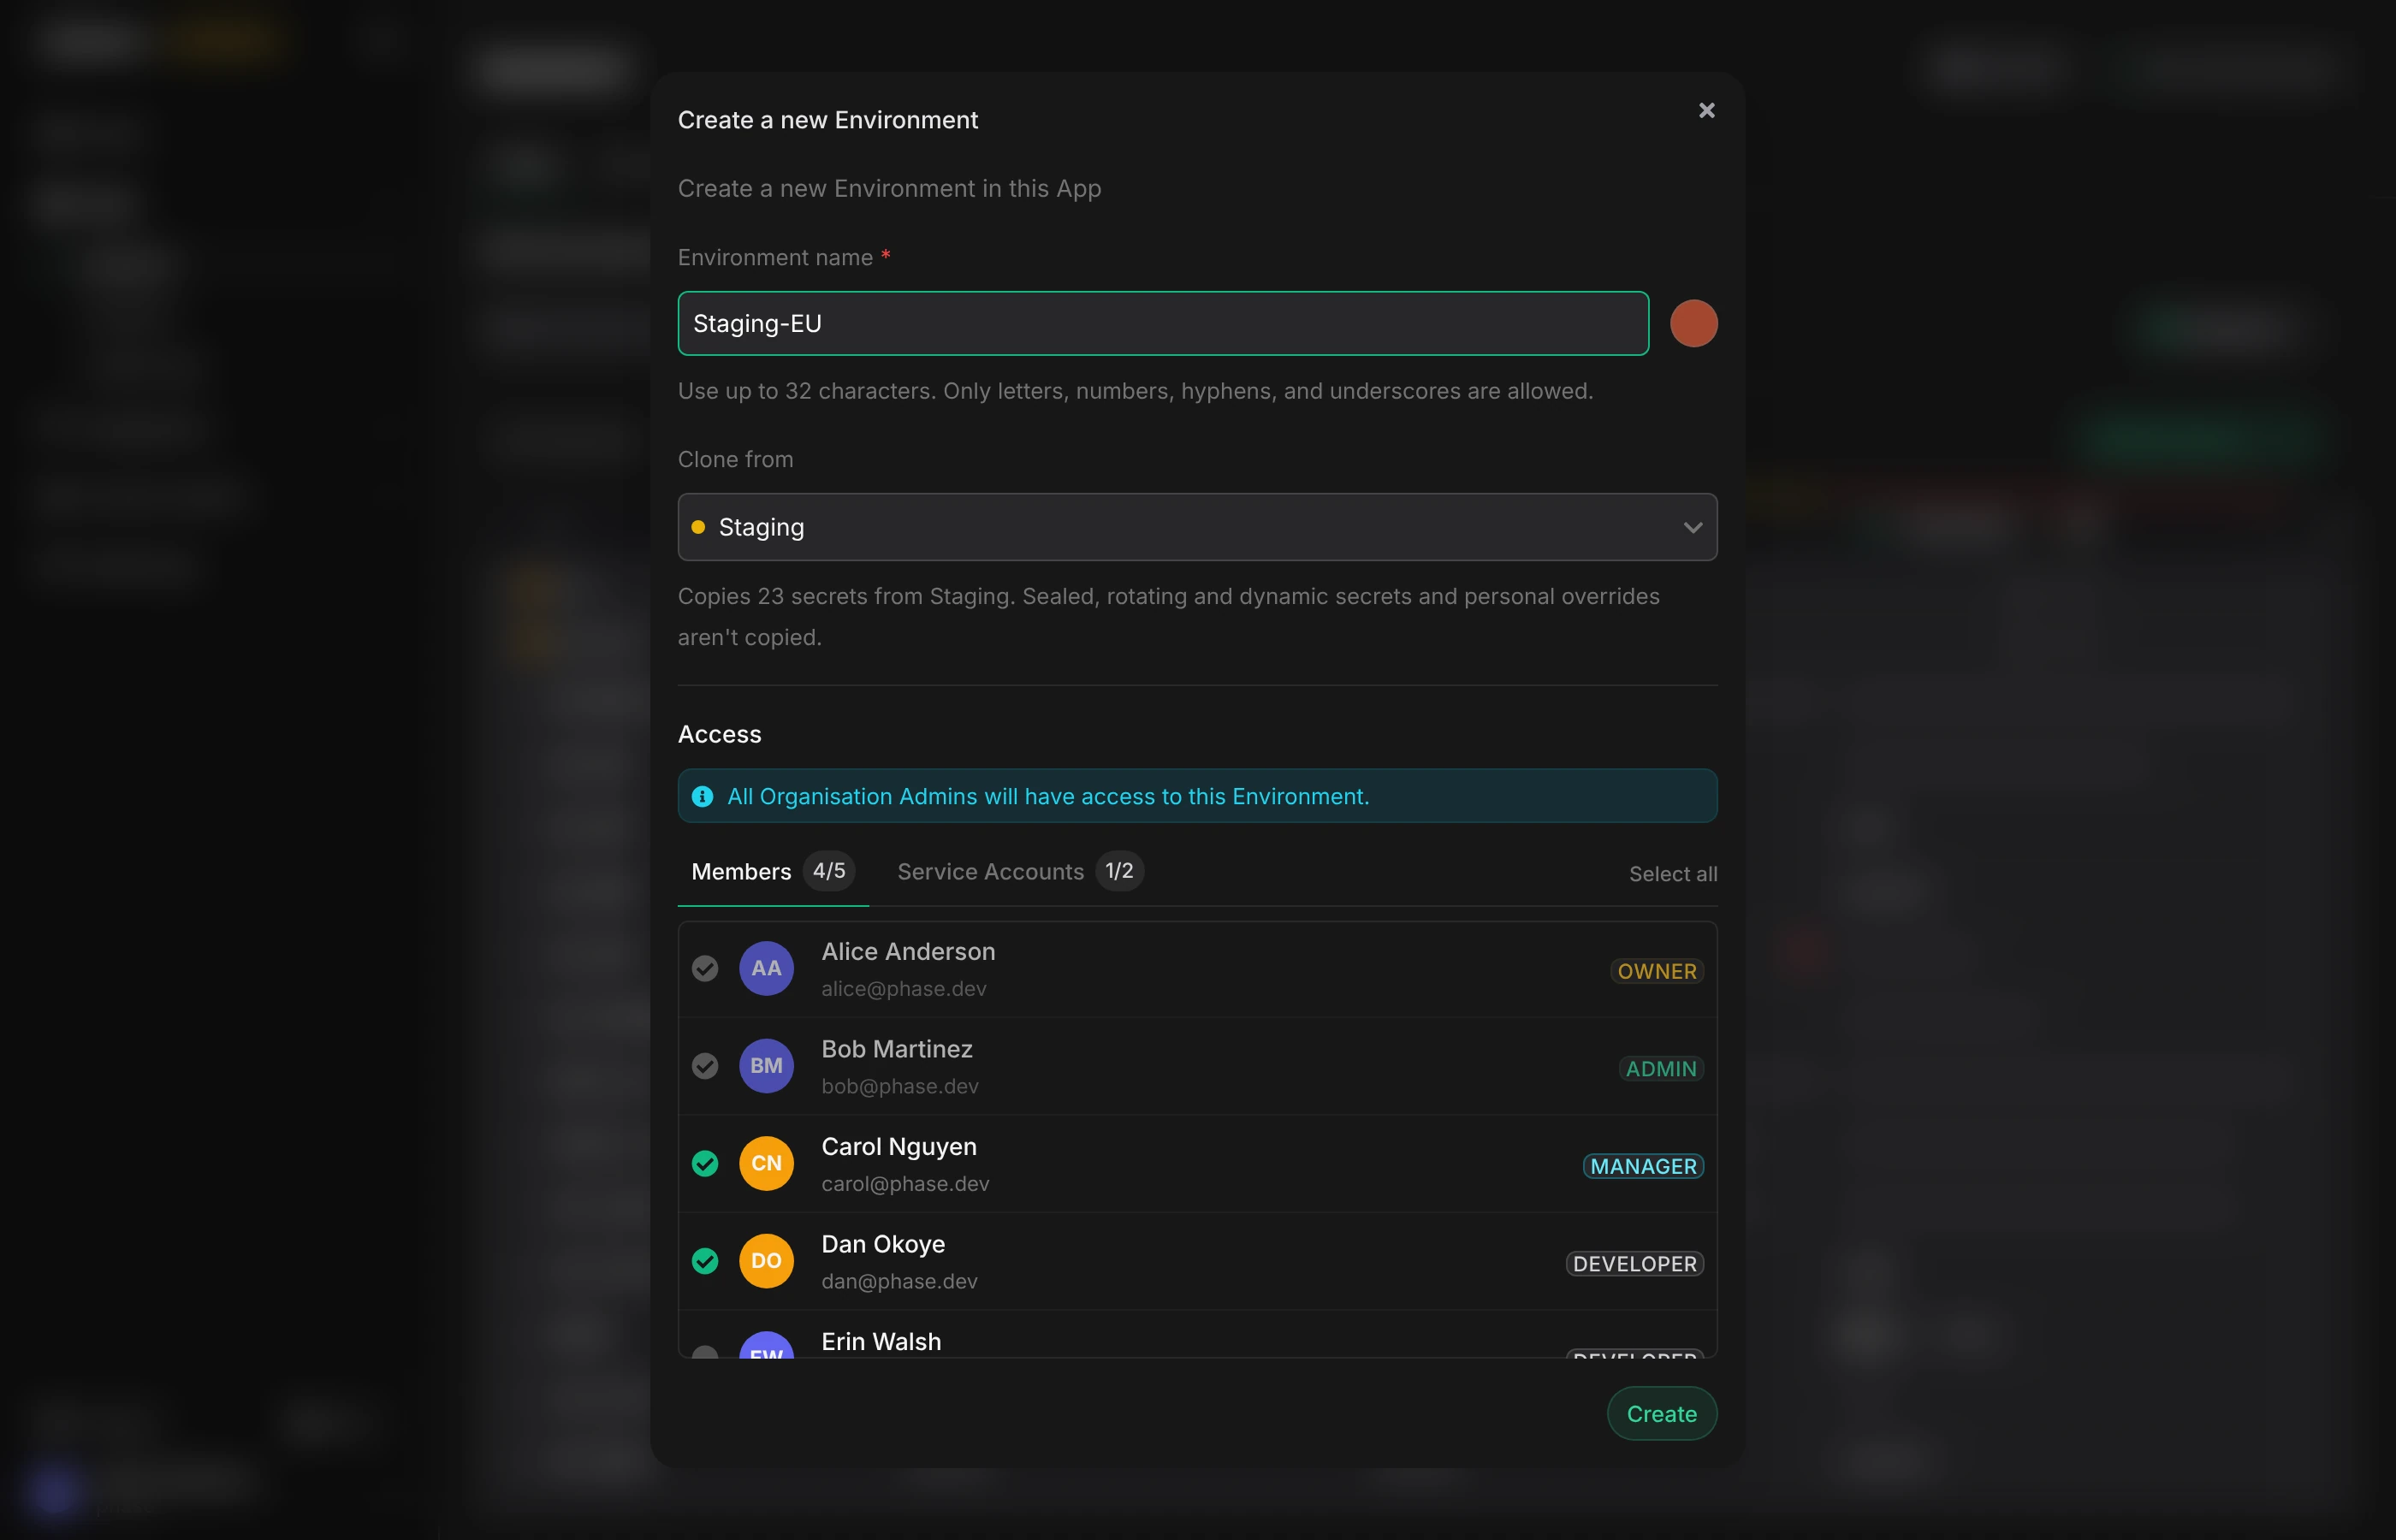 Create a new Environment
Create a new Environment in this App
Environment name *
Staging-EU
Use up to 32 characters. Only letters, numbers, hyphens, and underscores are allowed.
Clone from
Staging
Copies 23 secrets from Staging. Sealed, rotating and dynamic secrets and personal overrides
aren't copied.
Access
All Organisation Admins will have access to this Environment.
Members 4/5 Service Accounts 1/2 Select all
AA Alice Anderson OWNER
alice@phase.dev
BM Bob Martinez ADMIN
bob@phase.dev
CN Carol Nguyen MANAGER
carol@phase.dev
DO Dan Okoye DEVELOPER
dan@phase.dev
EW Erin Walsh DEVELOPER
Create